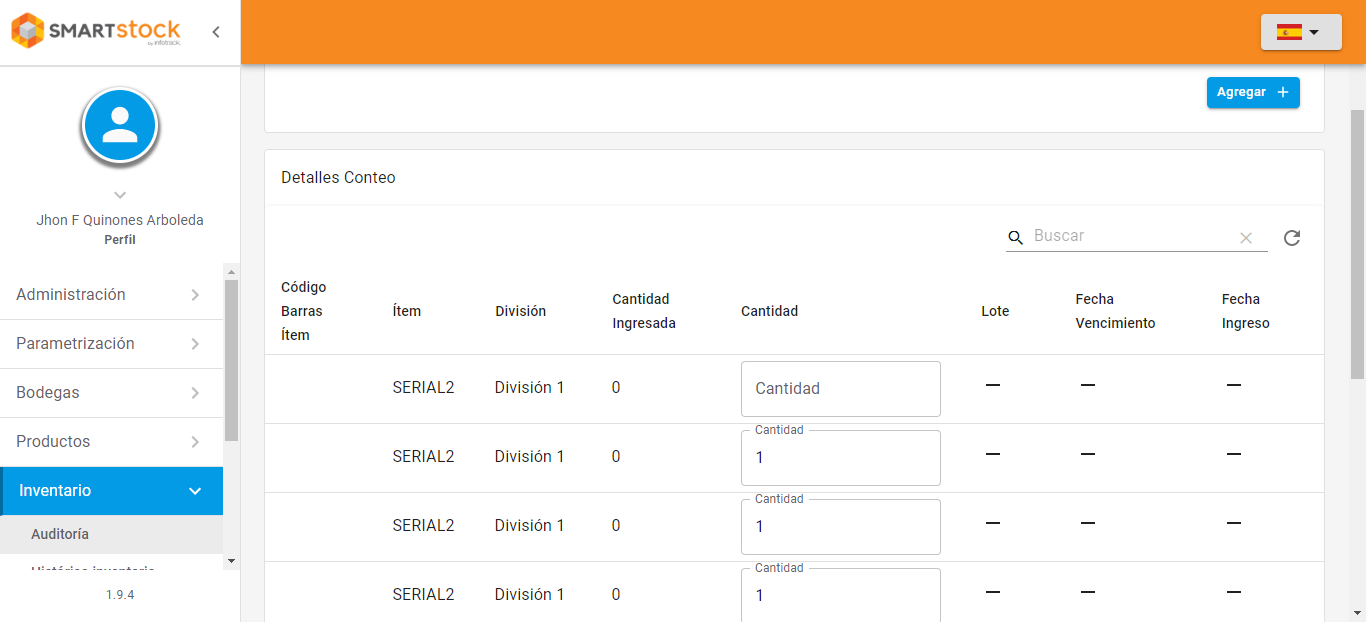 SMARTSTOCK
by infotrack
Agregar +
Jhon F Quinones Arboleda
Perfil
Administración
Parametrización
Bodegas
Productos
Inventario
Auditoría
Histórico inventario
1.9.4
Detalles Conteo
Buscar
Código Barras Ítem
Ítem
División
Cantidad Ingresada
Cantidad
Lote
Fecha Vencimiento
Fecha Ingreso
SERIAL2 División 1 0 Cantidad — — —
Cantidad
SERIAL2 División 1 0 1 — — —
Cantidad
SERIAL2 División 1 0 1 — — —
Cantidad
SERIAL2 División 1 0 1 — — —